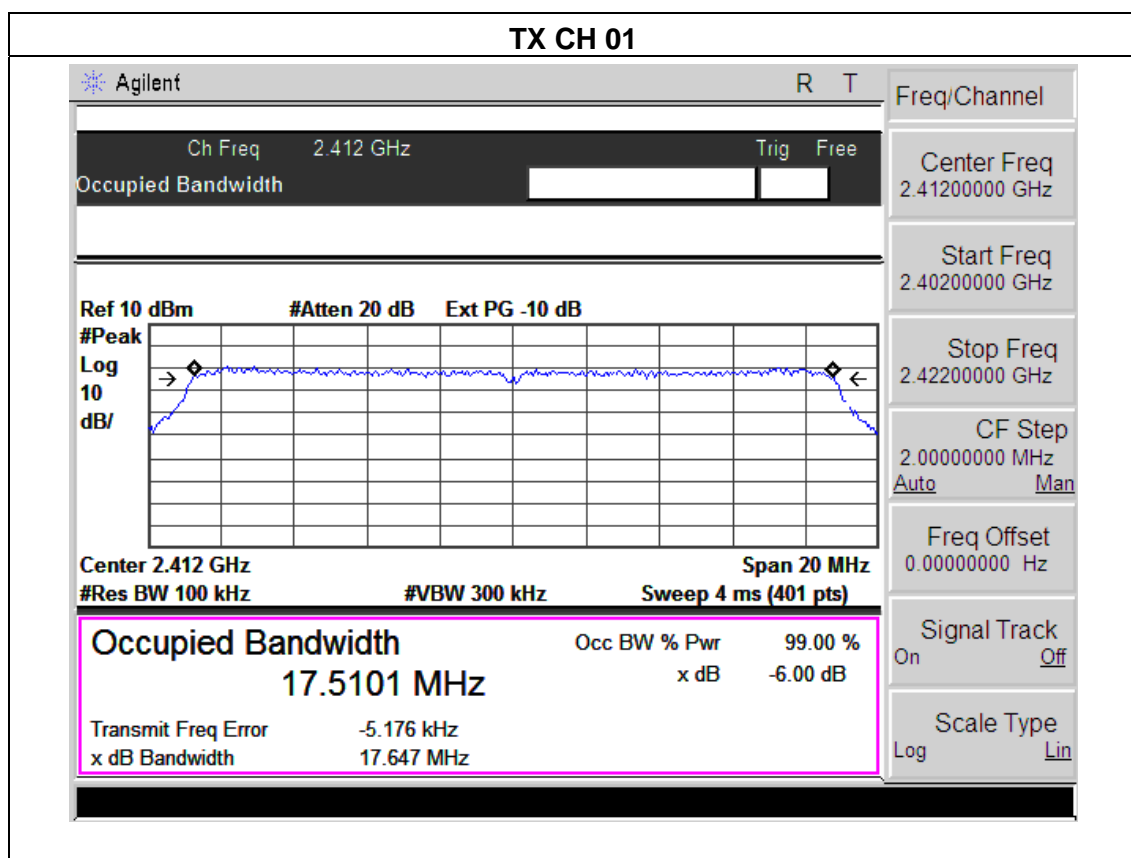 TX CH 01
Agilent R T
Freq/Channel
Ch Freq 2.412 GHz Trig Free
Occupied Bandwidth
Center Freq
2.41200000 GHz
Start Freq
2.40200000 GHz
Stop Freq
2.42200000 GHz
CF Step
2.00000000 MHz
Auto Man
Freq Offset
0.00000000 Hz
Signal Track
On Off
Scale Type
Log Lin
Ref 10 dBm #Atten 20 dB Ext PG -10 dB
#Peak
Log
10
dB/
Center 2.412 GHz Span 20 MHz
#Res BW 100 kHz #VBW 300 kHz Sweep 4 ms (401 pts)
Occupied Bandwidth
17.5101 MHz
Occ BW % Pwr 99.00 %
x dB -6.00 dB
Transmit Freq Error -5.176 kHz
x dB Bandwidth 17.647 MHz